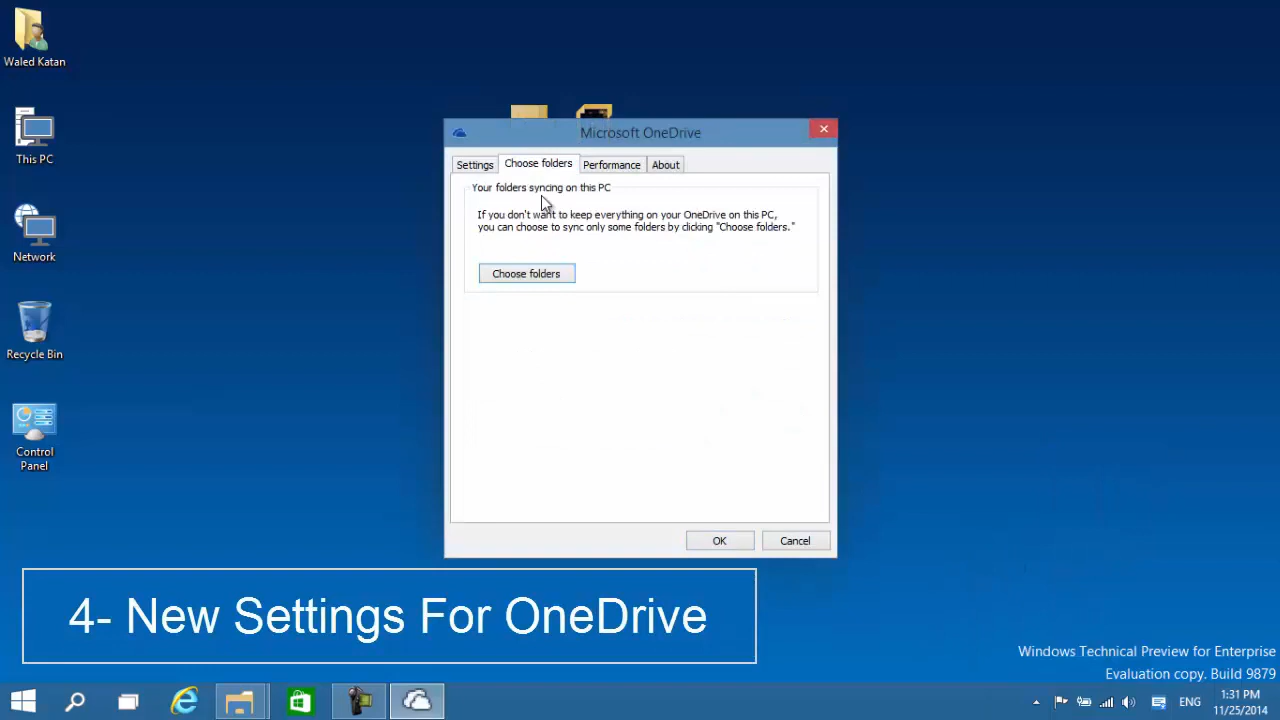 Waled Katan
This PC
Network
Recycle Bin
Control
Panel
Microsoft OneDrive
Settings
Choose folders
Performance
About
Your folders syncing on this PC
If you don't want to keep everything on your OneDrive on this PC,
you can choose to sync only some folders by clicking "Choose folders."
Choose folders
OK
Cancel
4- New Settings For OneDrive
Windows Technical Preview for Enterprise
Evaluation copy. Build 9879
ENG
1:31 PM
11/25/2014